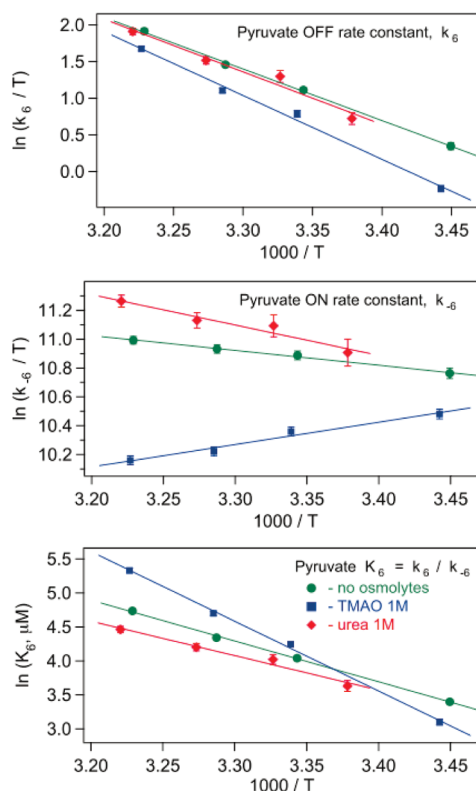 Pyruvate OFF rate constant, k6
2.0
1.5
1.0
0.5
0.0
ln (k6 / T)
3.20 3.25 3.30 3.35 3.40 3.45
1000 / T
Pyruvate ON rate constant, k-6
11.2
11.0
10.8
10.6
10.4
10.2
ln (k-6 / T)
3.20 3.25 3.30 3.35 3.40 3.45
1000 / T
Pyruvate K6 = k6 / k-6
- no osmolytes
- TMAO 1M
- urea 1M
5.5
5.0
4.5
4.0
3.5
3.0
ln (K6, μM)
3.20 3.25 3.30 3.35 3.40 3.45
1000 / T